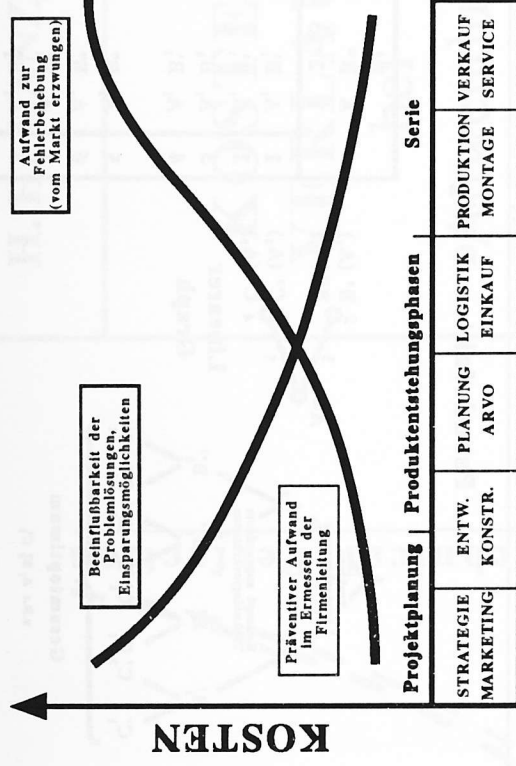 Aufwand zur
Fehlerbehebung
(vom Markt erzwungen)
Beeinflußbarkeit der
Problemlösungen,
Einsparungsmöglichkeiten
Präventiver Aufwand
im Ermessen der
Firmenleitung
KOSTEN
Projektplanung
Produktentstehungsphasen
Serie
STRATEGIE
MARKETING
ENTW.
KONSTR.
PLANUNG
ARVO
LOGISTIK
EINKAUF
PRODUKTION
MONTAGE
VERKAUF
SERVICE